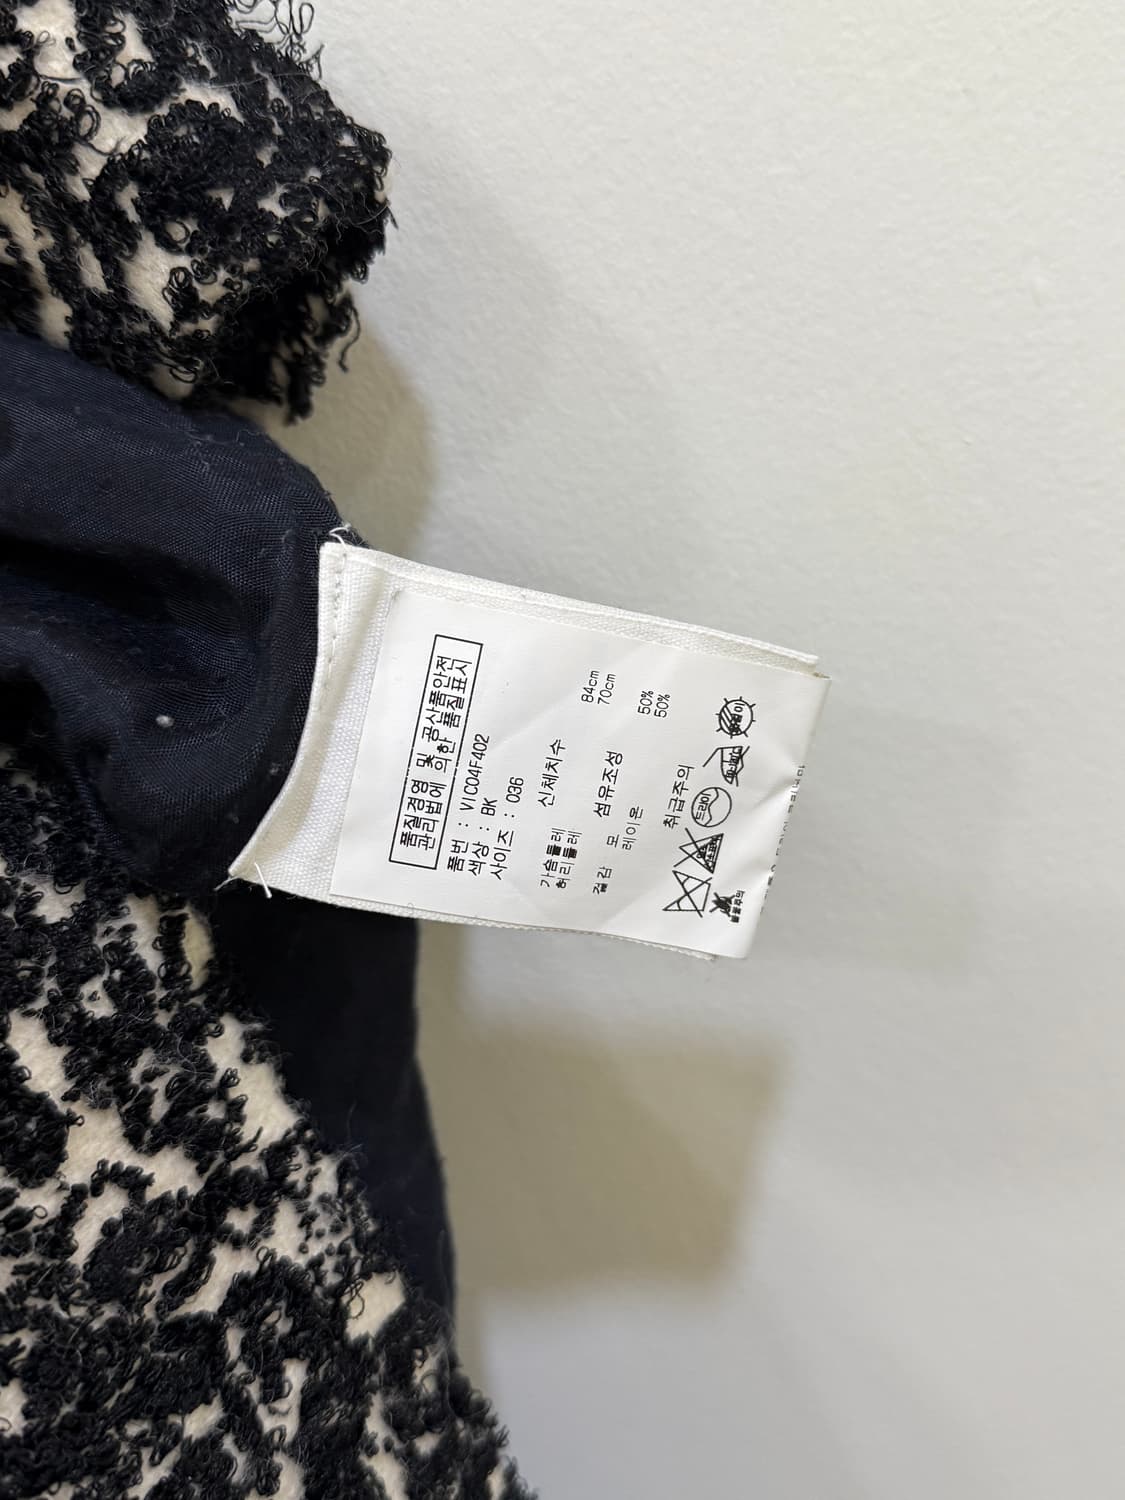 품질경영 및 공산품안전
관리법에 의한 품질표시
품번 : VIC04F402
색상 : BK
사이즈 : 036
신체치수
가슴둘레 84cm
허리둘레 70cm
섬유조성
겉감 모 50%
레이온 50%
취급주의
드라이